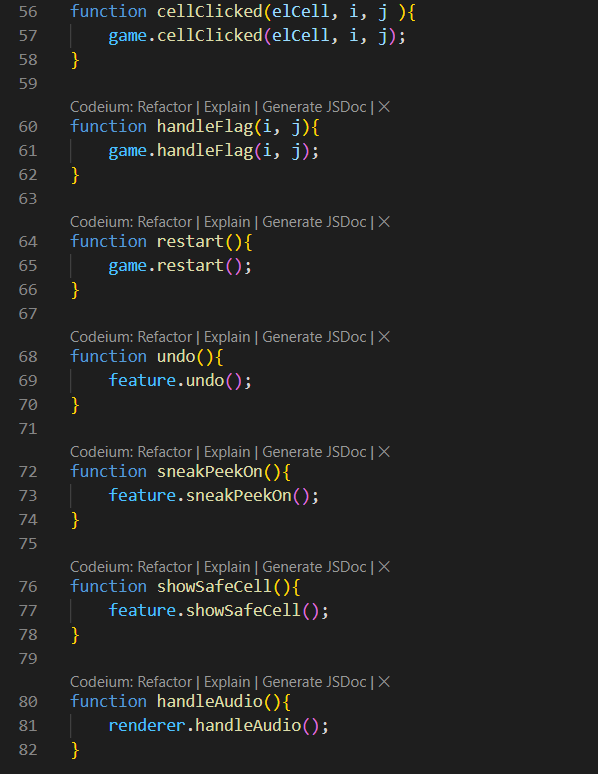 56 function cellClicked(elCell, i, j ){
57 game.cellClicked(elCell, i, j);
58 }
59
Codeium: Refactor | Explain | Generate JSDoc | ✕
60 function handleFlag(i, j){
61 game.handleFlag(i, j);
62 }
63
Codeium: Refactor | Explain | Generate JSDoc | ✕
64 function restart(){
65 game.restart();
66 }
67
Codeium: Refactor | Explain | Generate JSDoc | ✕
68 function undo(){
69 feature.undo();
70 }
71
Codeium: Refactor | Explain | Generate JSDoc | ✕
72 function sneakPeekOn(){
73 feature.sneakPeekOn();
74 }
75
Codeium: Refactor | Explain | Generate JSDoc | ✕
76 function showSafeCell(){
77 feature.showSafeCell();
78 }
79
Codeium: Refactor | Explain | Generate JSDoc | ✕
80 function handleAudio(){
81 renderer.handleAudio();
82 }